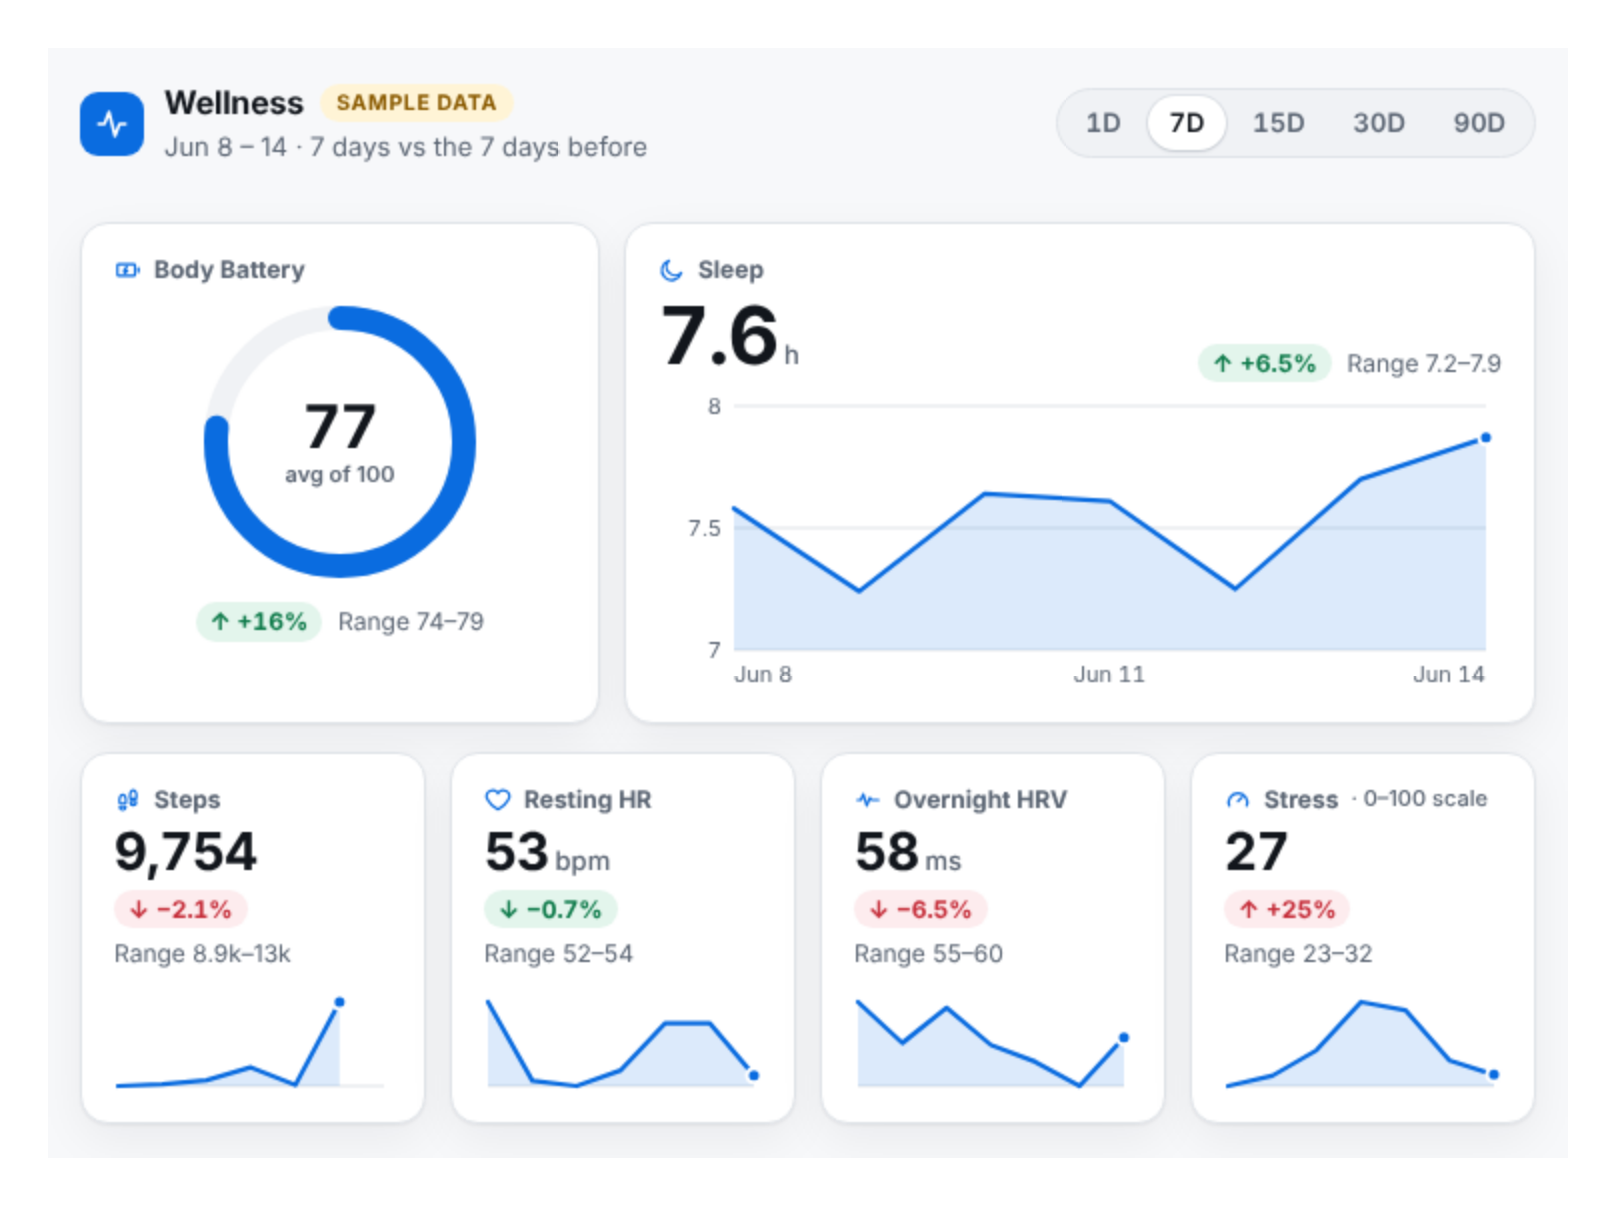 Wellness SAMPLE DATA
Jun 8 – 14 · 7 days vs the 7 days before
1D 7D 15D 30D 90D
Body Battery
77
avg of 100
↑ +16% Range 74–79
Sleep
7.6 h
↑ +6.5% Range 7.2–7.9
8
7.5
7
Jun 8 Jun 11 Jun 14
Steps
9,754
↓ −2.1%
Range 8.9k–13k
Resting HR
53 bpm
↓ −0.7%
Range 52–54
Overnight HRV
58 ms
↓ −6.5%
Range 55–60
Stress · 0–100 scale
27
↑ +25%
Range 23–32